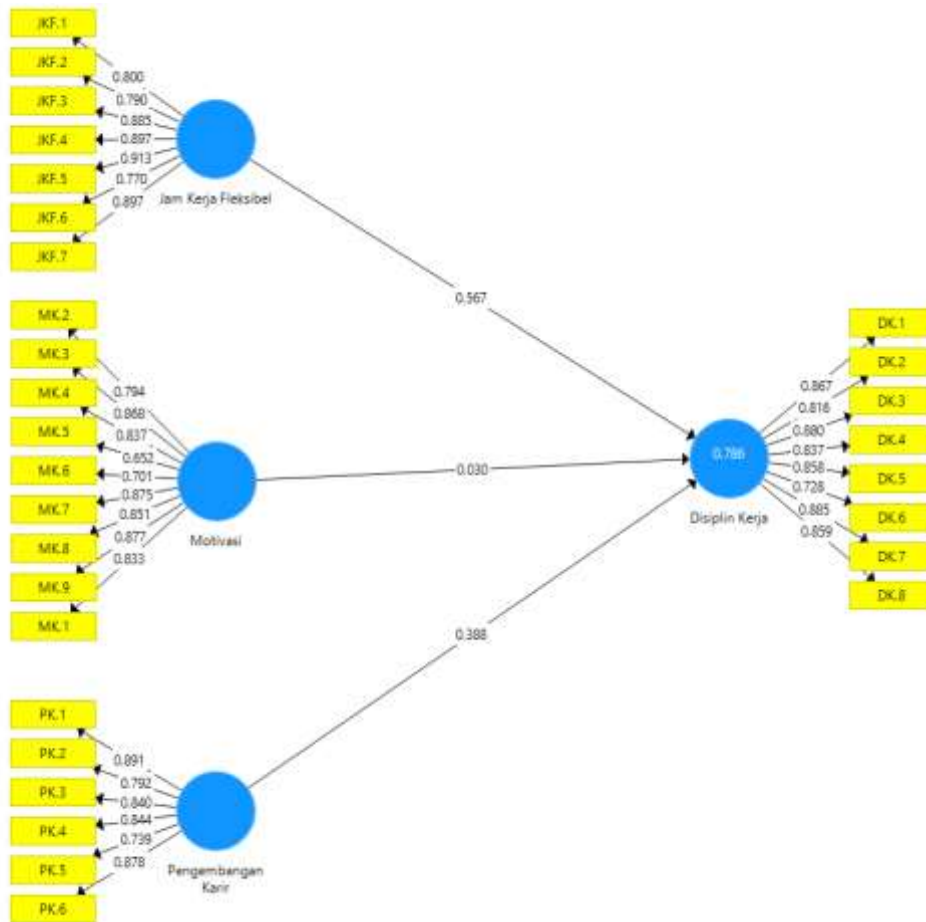 JKF.1
JKF.2
JKF.3
JKF.4
JKF.5
JKF.6
JKF.7
0.800
0.790
0.885
0.897
0.913
0.770
0.897
Jam Kerja Fleksibel
0.567
MK.2
MK.3
MK.4
MK.5
MK.6
MK.7
MK.8
MK.9
MK.1
0.794
0.868
0.837
0.652
0.701
0.875
0.851
0.877
0.833
Motivasi
0.030
DK.1
DK.2
DK.3
DK.4
DK.5
DK.6
DK.7
DK.8
0.867
0.816
0.880
0.837
0.858
0.728
0.885
0.859
0.786
Disiplin Kerja
0.388
PK.1
PK.2
PK.3
PK.4
PK.5
PK.6
0.891
0.792
0.840
0.844
0.739
0.878
Pengembangan
Karir